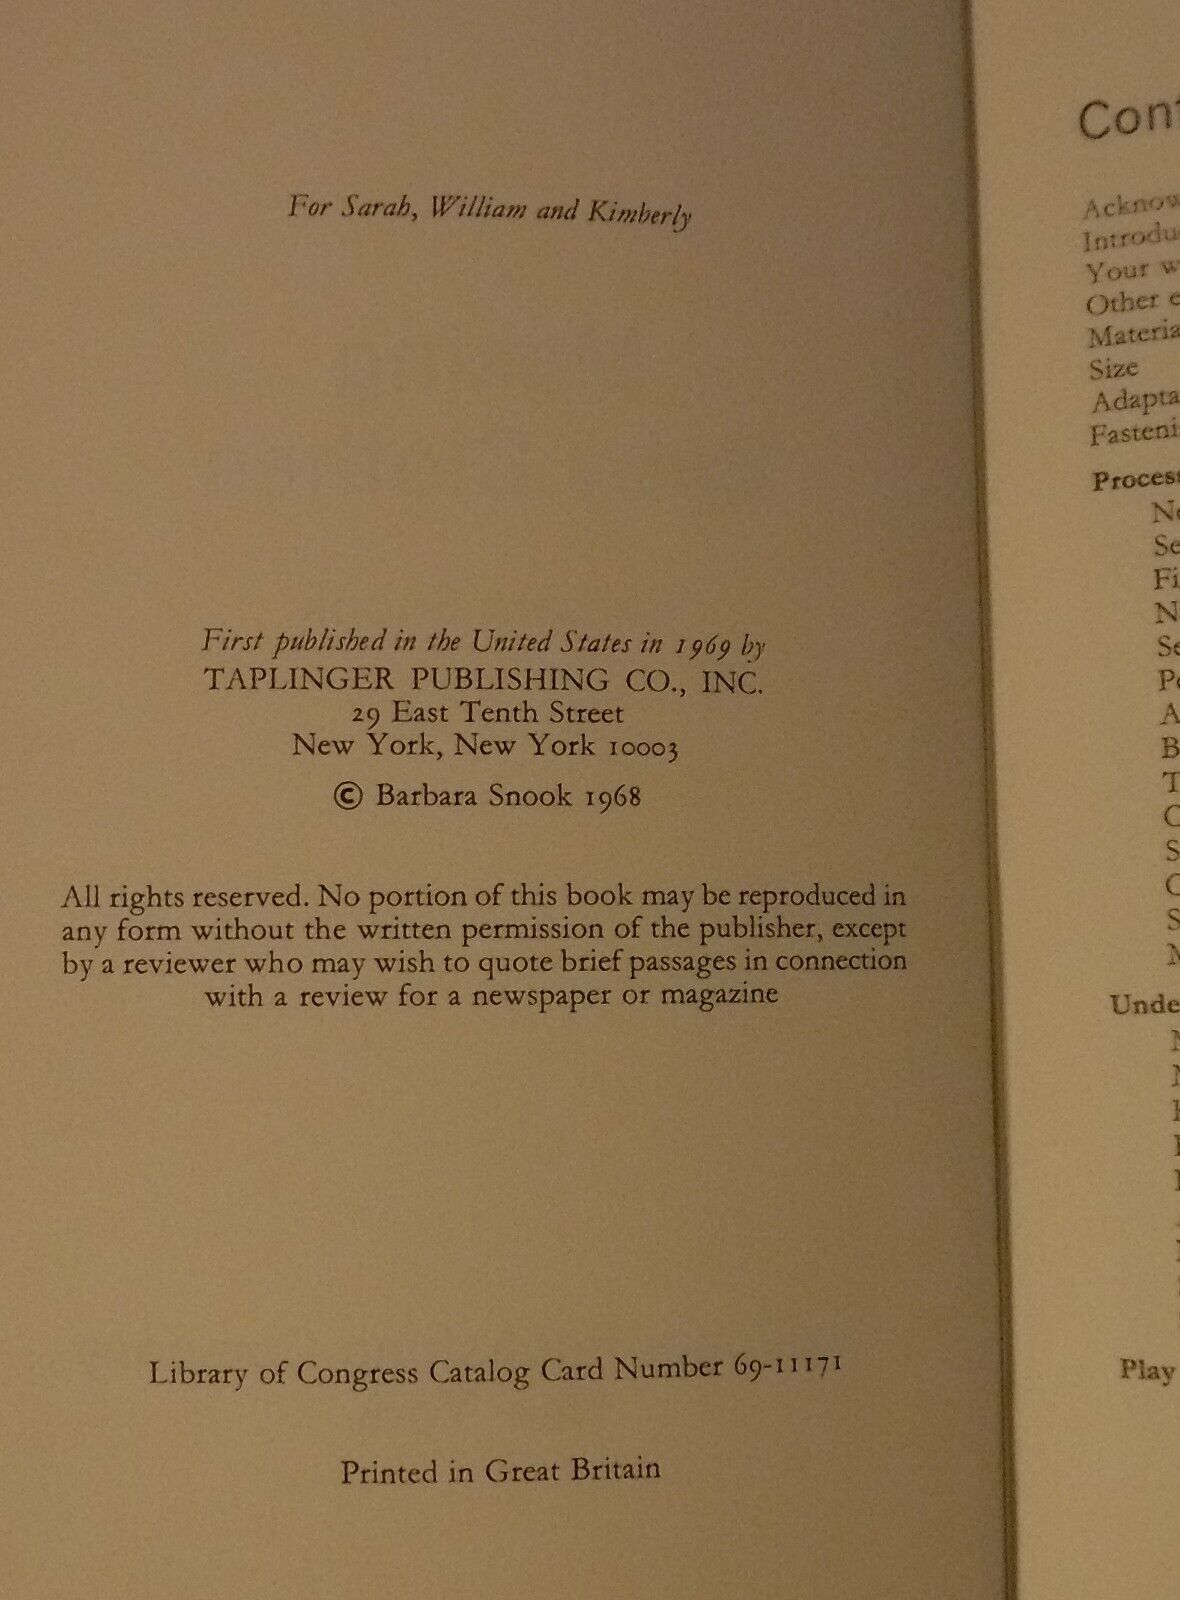 For Sarah, William and Kimberly
First published in the United States in 1969 by
TAPLINGER PUBLISHING CO., INC.
29 East Tenth Street
New York, New York 10003
© Barbara Snook 1968
All rights reserved. No portion of this book may be reproduced in
any form without the written permission of the publisher, except
by a reviewer who may wish to quote brief passages in connection
with a review for a newspaper or magazine
Library of Congress Catalog Card Number 69-11171
Printed in Great Britain
Size
Your
Other
Play